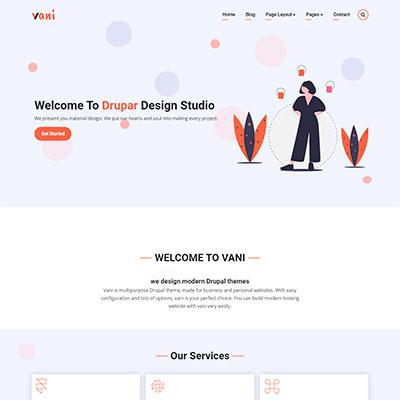 vani
Home Blog Page Layout + Pages + Contact
Welcome To Drupar Design Studio
We present you material design. We put our hearts and soul into making every project.
Get Started
WELCOME TO VANI
we design modern Drupal themes
Vani is multipurpose Drupal theme, made for business and personal websites. With easy
configuration and lots of options, vani is your perfect choice. You can build modern looking
website with vani very easily.
Our Services